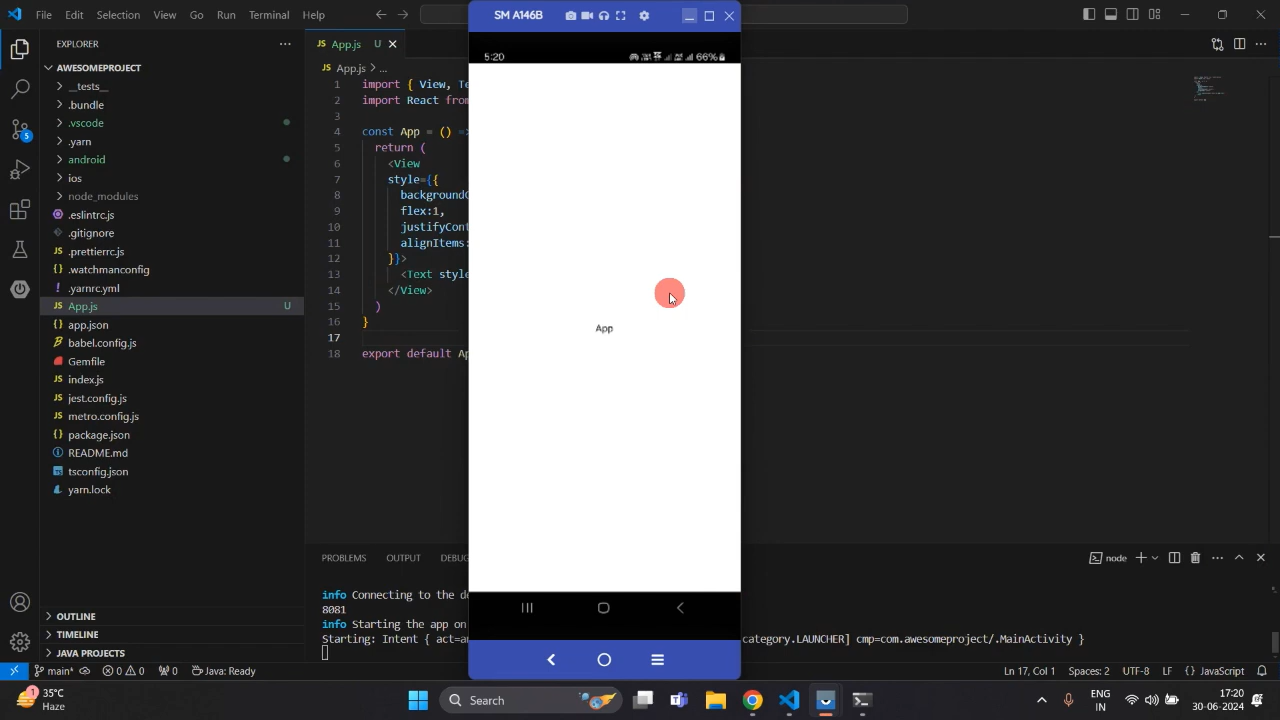 File Edit Selection View Go Run Terminal Help
SM A146B
EXPLORER
AWESOMEPROJECT
__tests__
.bundle
.vscode
.yarn
android
ios
node_modules
.eslintrc.js
.gitignore
.prettierrc.js
.watchmanconfig
.yarnrc.yml
App.js U
app.json
babel.config.js
Gemfile
index.js
jest.config.js
metro.config.js
package.json
README.md
tsconfig.json
yarn.lock
OUTLINE
TIMELINE
JAVA PROJECTS
5
JS App.js U
JS App.js > ...
1 import { View, Te
2 import React from
3
4 const App = () =>
5 return (
6 <View
7 style={{
8 background
9 flex:1,
10 justifyCont
11 alignItems:
12 }}>
13 <Text style
14 </View>
15 )
16 }
17
18 export default Ap
5:20
66%
App
PROBLEMS OUTPUT DEBUG
node
info Connecting to the de
8081
info Starting the app on
Starting: Intent { act=an
category.LAUNCHER] cmp=com.awesomeproject/.MainActivity }
main* 0 0 0 Java: Ready
Ln 17, Col 1 Spaces: 2 UTF-8 LF {} JavaScript
1
35°C
Haze
Search
ENG
IN
17:20
30-06-2024